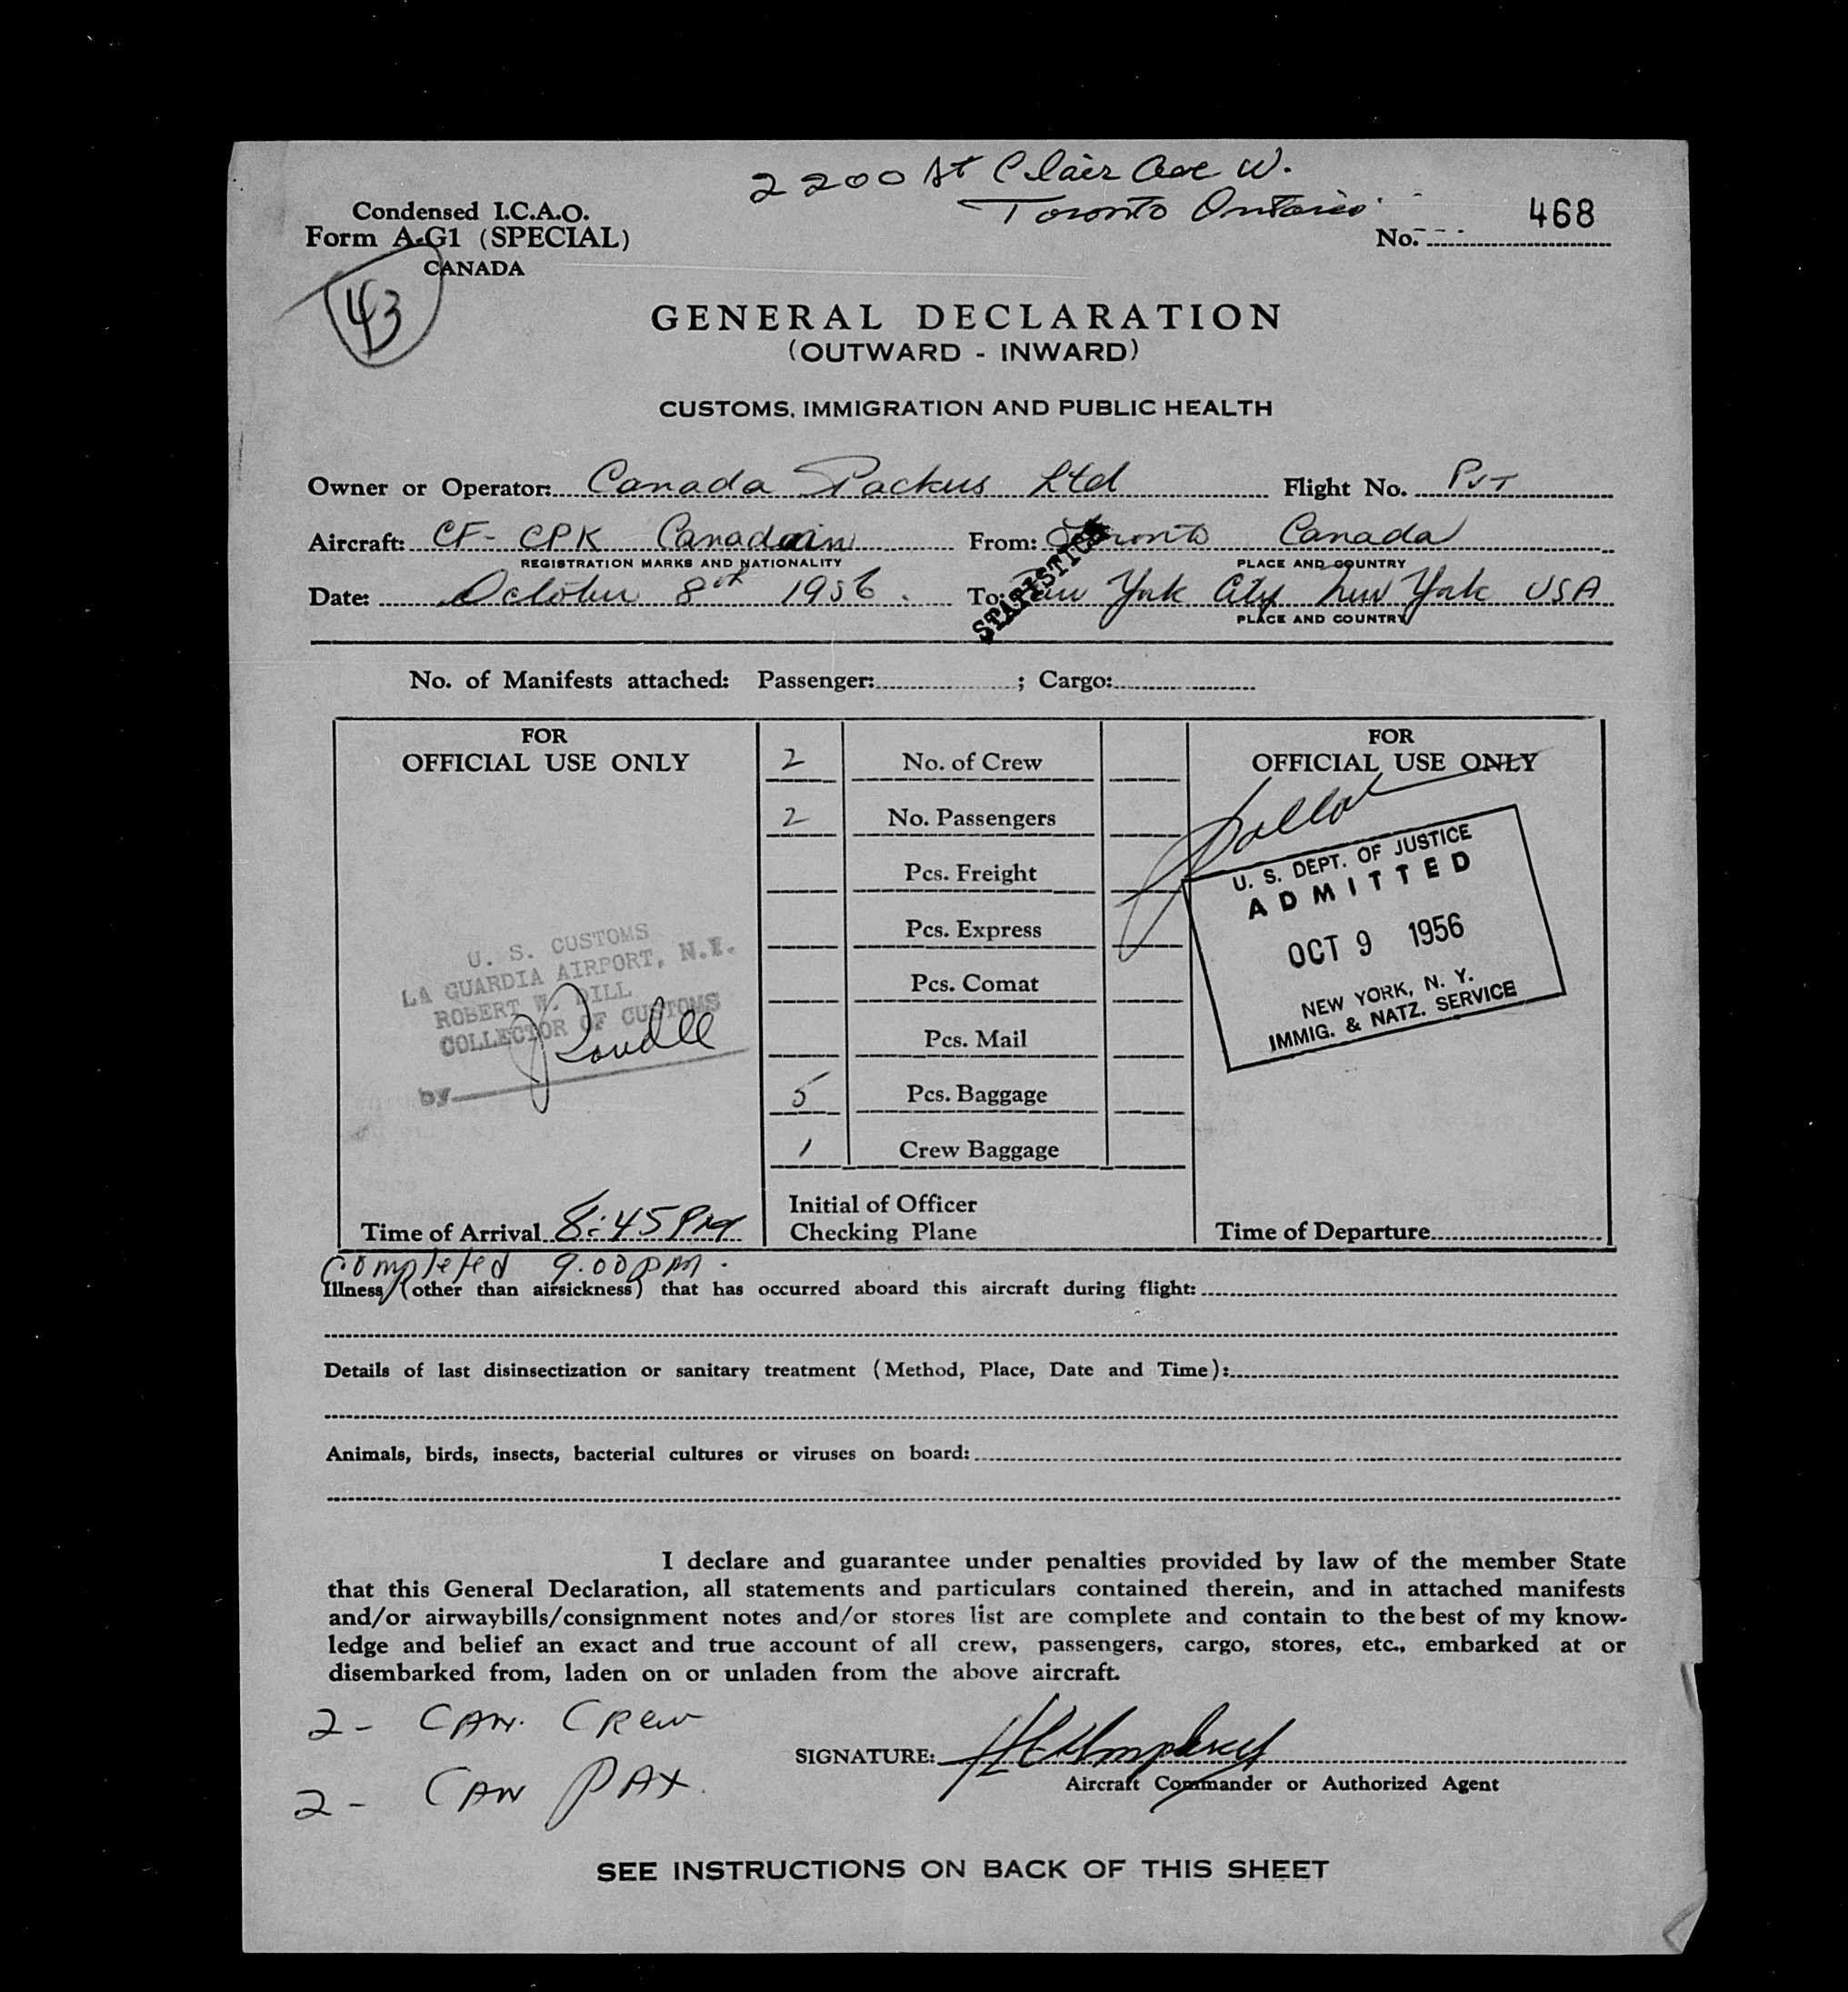 2200 St Clair Ave W.
Toronto Ontario
Condensed I.C.A.O.
Form A-G1 (SPECIAL)
CANADA
No. 468
43
GENERAL DECLARATION
(OUTWARD - INWARD)
CUSTOMS, IMMIGRATION AND PUBLIC HEALTH
Owner or Operator: Canada Packers Ltd Flight No. PVT
Aircraft: CF-CPK Canadian From: Toronto Canada
REGISTRATION MARKS AND NATIONALITY PLACE AND COUNTRY
Date: October 8th 1956. To: New York City New York USA
PLACE AND COUNTRY
STATISTICS
No. of Manifests attached: Passenger: ; Cargo:
FOR
OFFICIAL USE ONLY
U. S. CUSTOMS
LA GUARDIA AIRPORT, N.Y.
ROBERT W. DILL
COLLECTOR OF CUSTOMS
by
Time of Arrival 8:45 PM
2 No. of Crew
2 No. Passengers
Pcs. Freight
Pcs. Express
Pcs. Comat
Pcs. Mail
5 Pcs. Baggage
1 Crew Baggage
Initial of Officer
Checking Plane
FOR
OFFICIAL USE ONLY
U. S. DEPT. OF JUSTICE
ADMITTED
OCT 9 1956
NEW YORK, N. Y.
IMMIG. & NATZ. SERVICE
Time of Departure
Completed 9.00 PM.
Illness (other than airsickness) that has occurred aboard this aircraft during flight:
Details of last disinsectization or sanitary treatment (Method, Place, Date and Time):
Animals, birds, insects, bacterial cultures or viruses on board:
I declare and guarantee under penalties provided by law of the member State
that this General Declaration, all statements and particulars contained therein, and in attached manifests
and/or airwaybills/consignment notes and/or stores list are complete and contain to the best of my know-
ledge and belief an exact and true account of all crew, passengers, cargo, stores, etc., embarked at or
disembarked from, laden on or unladen from the above aircraft.
2 - CAN. CREW
2 - CAN PAX.
SIGNATURE: Humphrey
Aircraft Commander or Authorized Agent
SEE INSTRUCTIONS ON BACK OF THIS SHEET